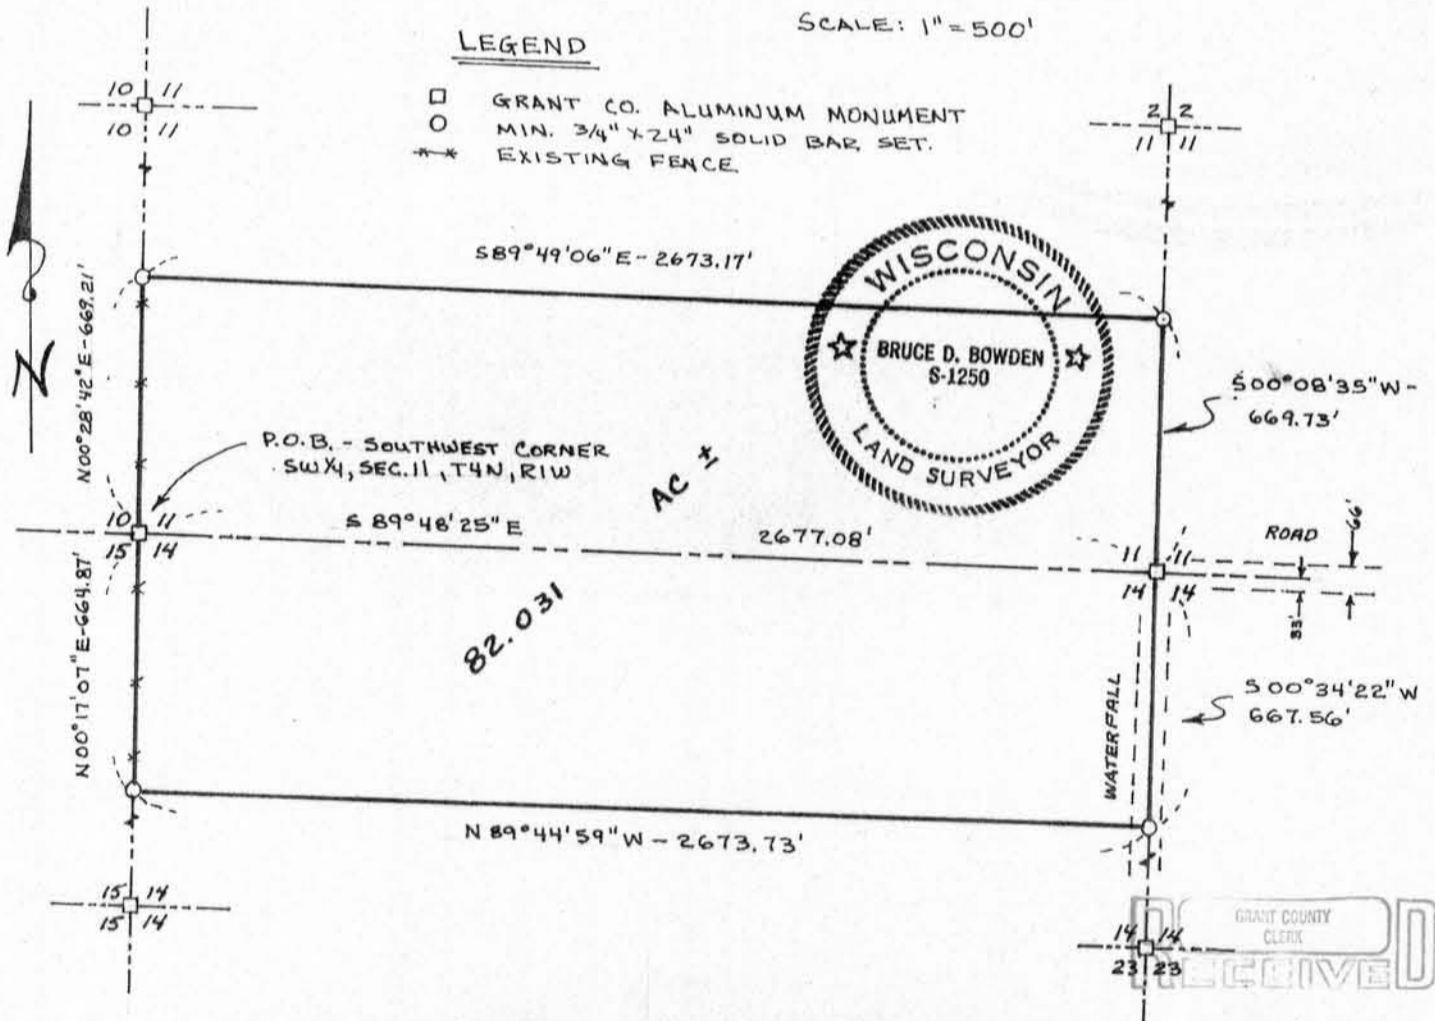 SCALE: 1" = 500'
LEGEND
GRANT CO. ALUMINUM MONUMENT
MIN. 3/4" X 24" SOLID BAR SET.
EXISTING FENCE
10 11
10 11
2 2
11 11
N
S89°49'06"E - 2673.17'
WISCONSIN
BRUCE D. BOWDEN
S-1250
LAND SURVEYOR
N00°28'42"E - 669.21'
S00°08'35"W -
669.73'
P.O.B. - SOUTHWEST CORNER
SW¼, SEC. 11, T4N, R1W
AC
10 11
15 14
S 89°48'25" E
2677.08'
11 11
14 14
ROAD
66'
33'
N00°17'07"E - 664.87'
82.031
WATERFALL
S00°34'22"W
667.56'
N 89°44'59"W - 2673.73'
15 14
15 14
14 14
23 23
GRANT COUNTY
CLERK
RECEIVED